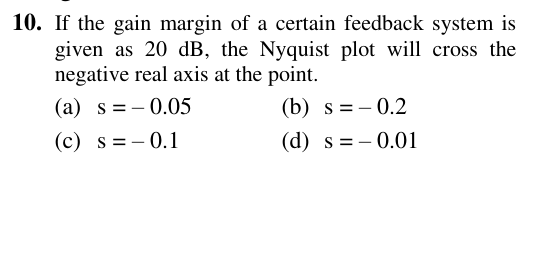 10. If the gain margin of a certain feedback system is
given as 20 dB, the Nyquist plot will cross the
negative real axis at the point.
(a) s = – 0.05 (b) s = – 0.2
(c) s = – 0.1 (d) s = – 0.01